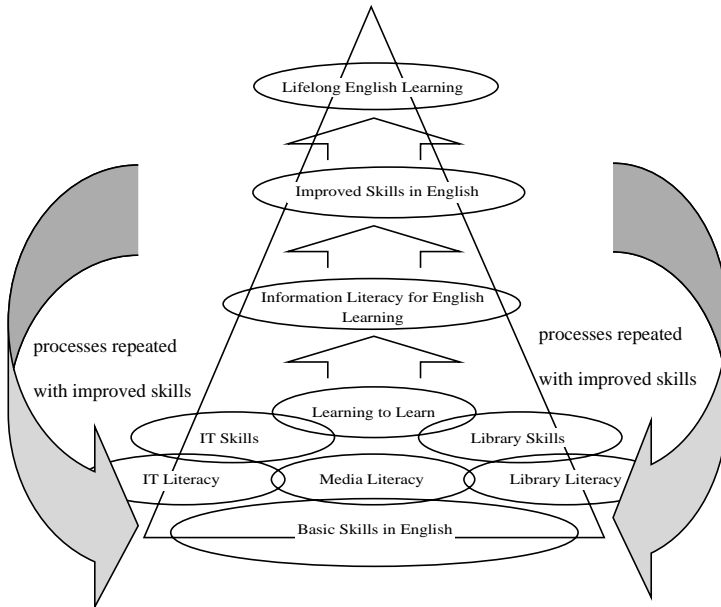 Lifelong English Learning
Improved Skills in English
Information Literacy for English
Learning
processes repeated
with improved skills
processes repeated
with improved skills
Learning to Learn
IT Skills
Library Skills
IT Literacy
Media Literacy
Library Literacy
Basic Skills in English